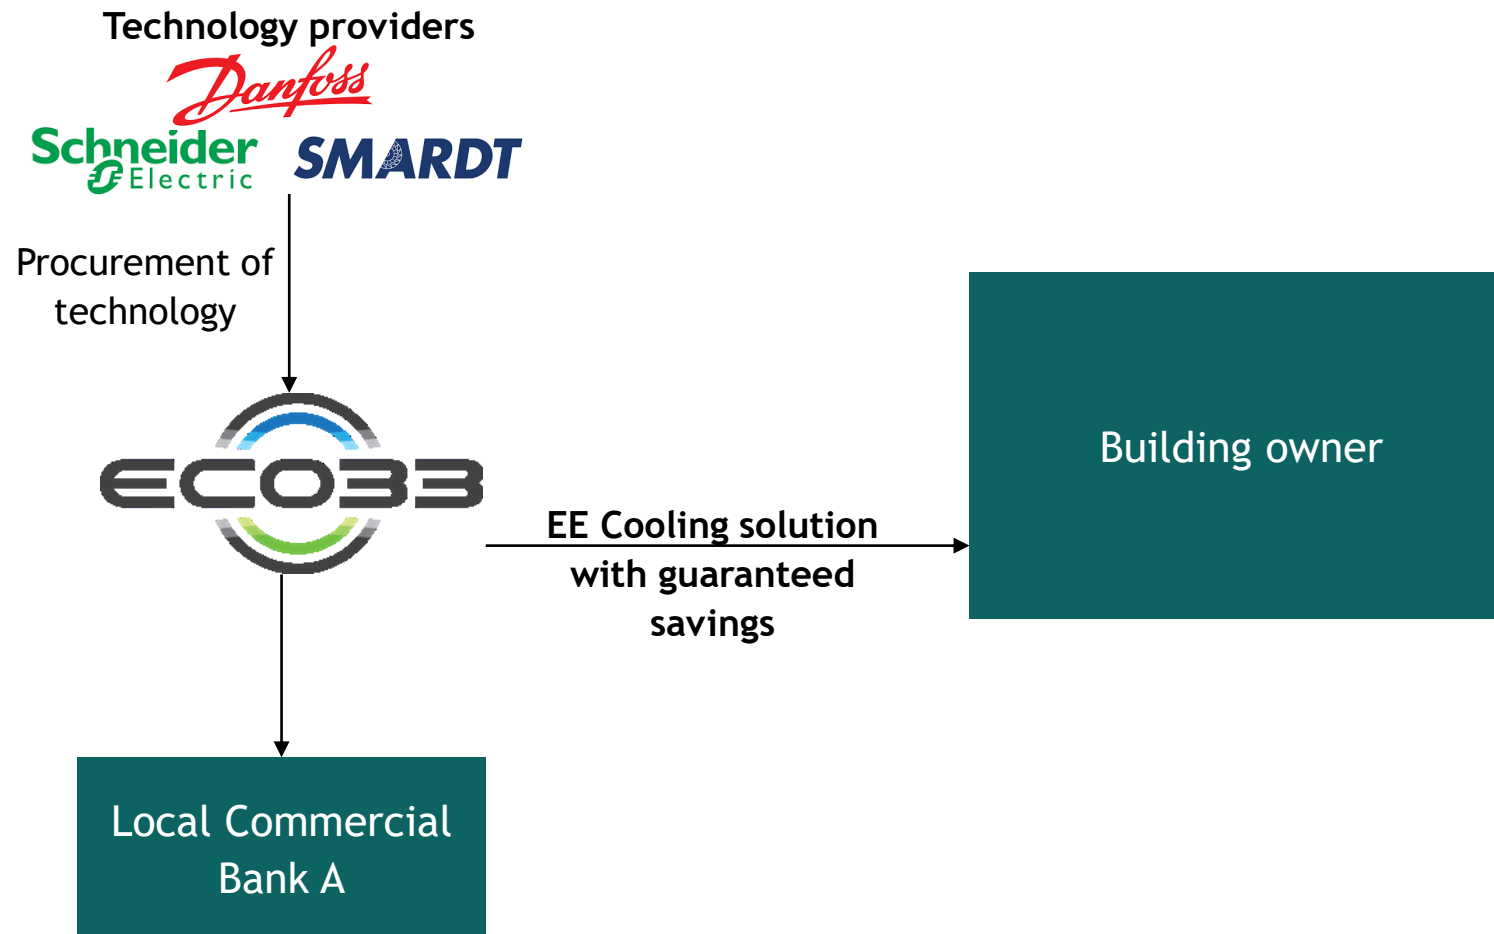 Technology providers
Danfoss
Schneider
Electric
SMARDT
Procurement of
technology
ECO33
EE Cooling solution
with guaranteed
savings
Building owner
Local Commercial
Bank A